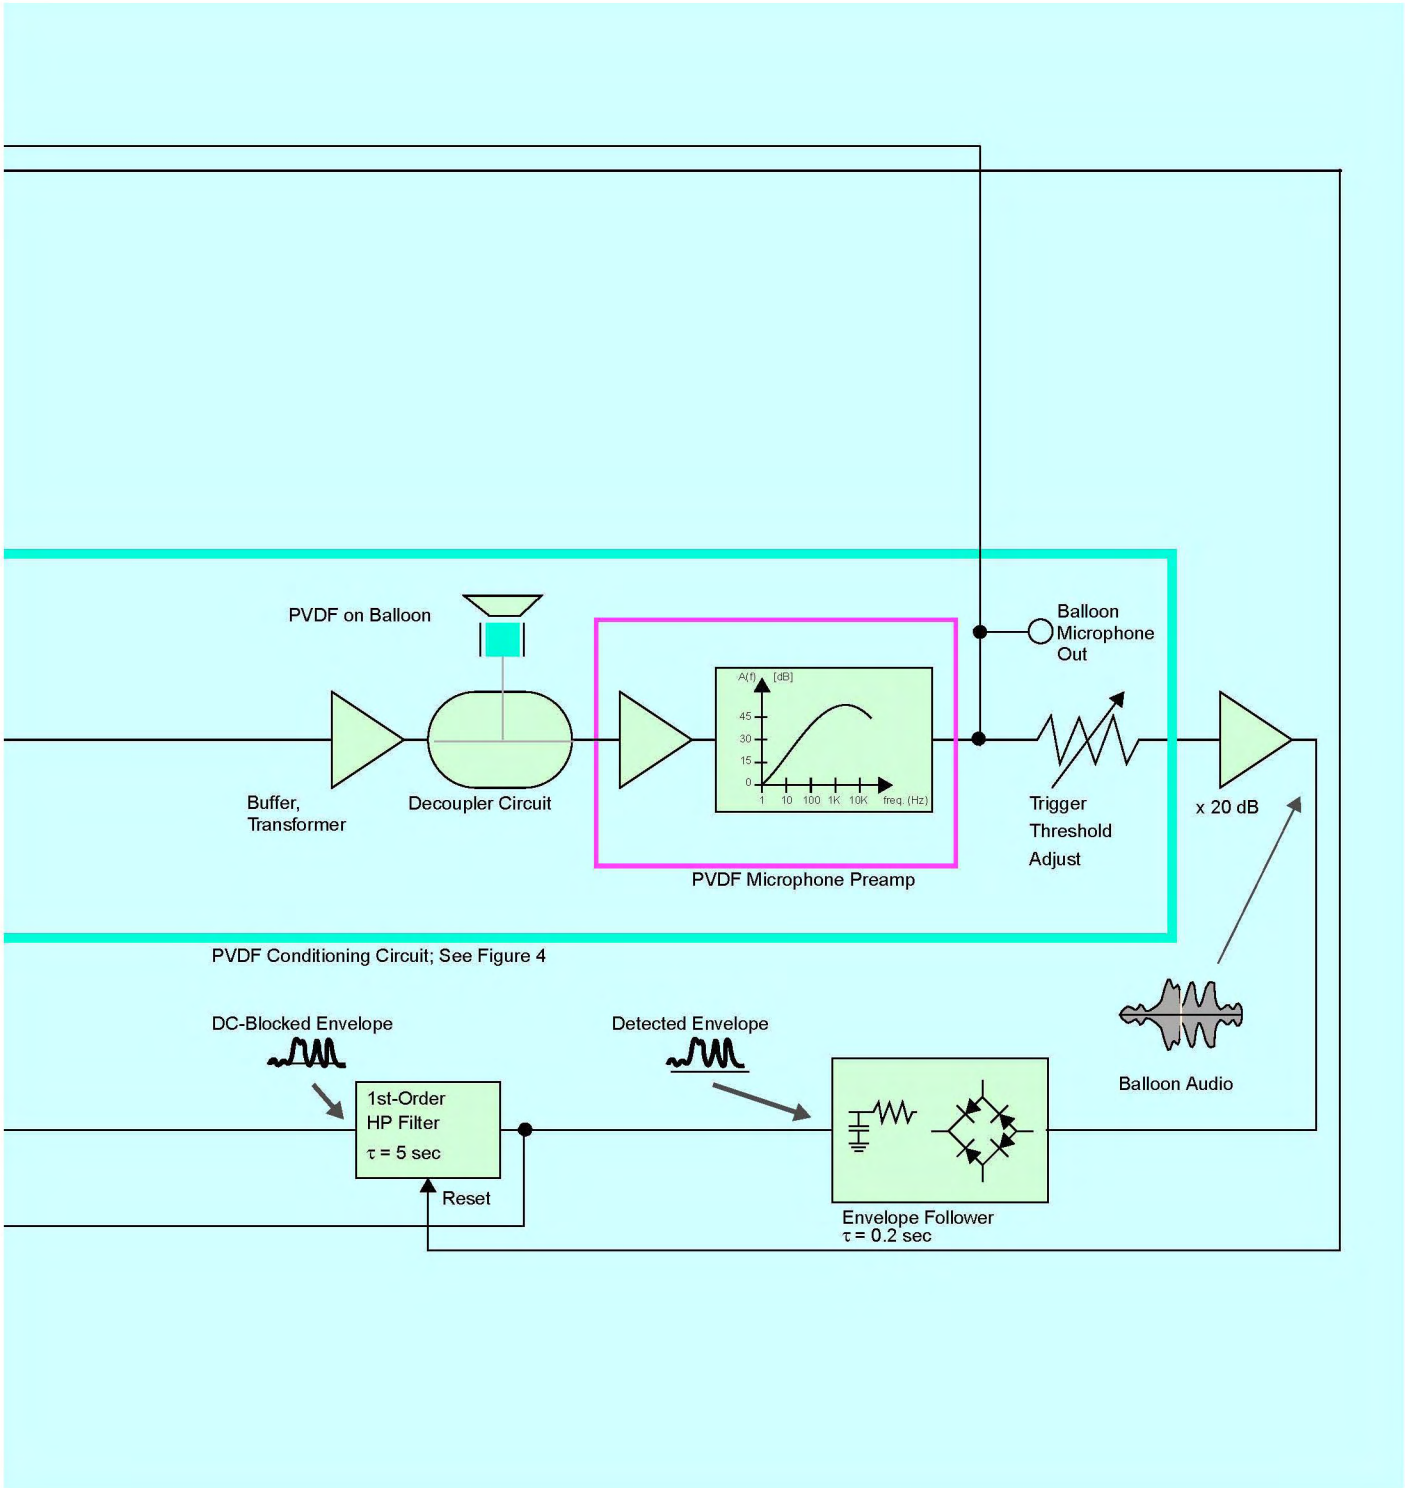 PVDF on Balloon
Balloon
Microphone
Out
A(f) [dB]
45
30
15
0
1 10 100 1K 10K freq. (Hz)
Buffer,
Transformer
Decoupler Circuit
Trigger
Threshold
Adjust
x 20 dB
PVDF Microphone Preamp
PVDF Conditioning Circuit; See Figure 4
DC-Blocked Envelope
Detected Envelope
Balloon Audio
1st-Order
HP Filter
τ = 5 sec
Reset
Envelope Follower
τ = 0.2 sec